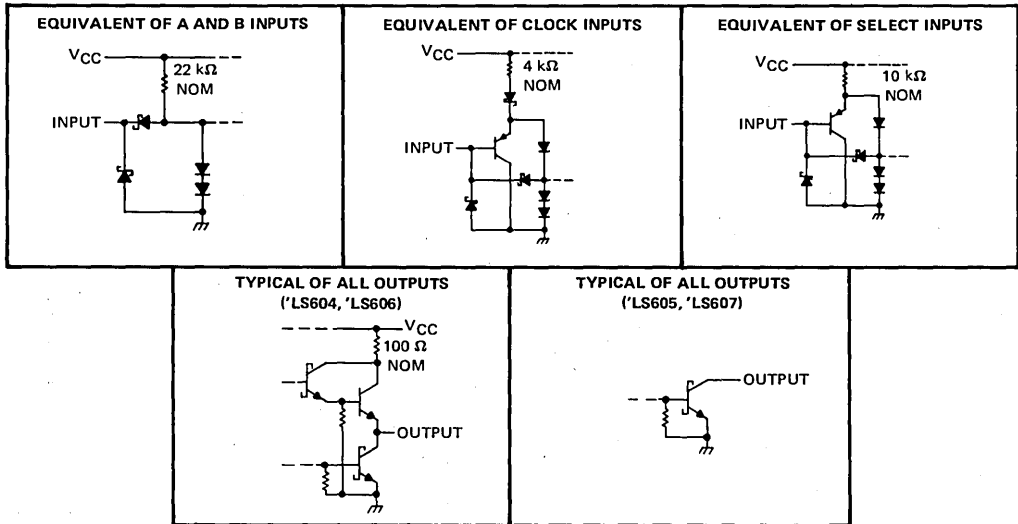 EQUIVALENT OF A AND B INPUTS
VCC
22 kΩ
NOM
INPUT
EQUIVALENT OF CLOCK INPUTS
VCC
4 kΩ
NOM
INPUT
EQUIVALENT OF SELECT INPUTS
VCC
10 kΩ
NOM
INPUT
TYPICAL OF ALL OUTPUTS
('LS604, 'LS606)
VCC
100 Ω
NOM
OUTPUT
TYPICAL OF ALL OUTPUTS
('LS605, 'LS607)
OUTPUT